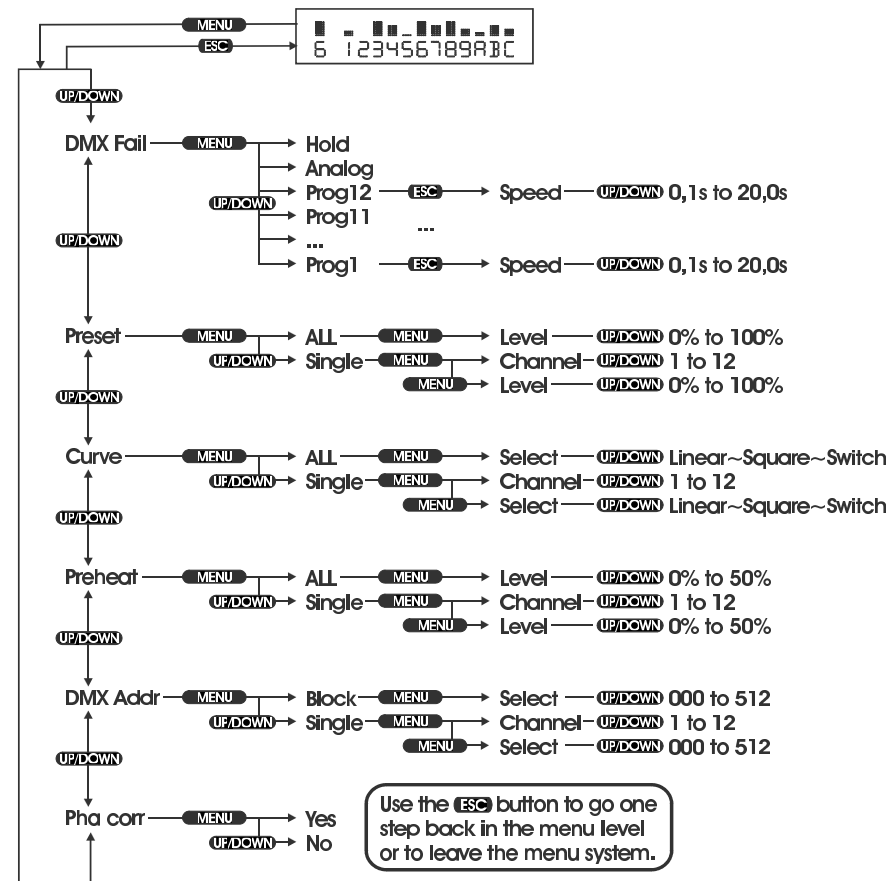 MENU
ESC
6 123456789ABC
UP/DOWN
DMX Fail MENU Hold
Analog
Prog12 ESC Speed UP/DOWN 0,1s to 20,0s
UP/DOWN
Prog11 ...
UP/DOWN ...
Prog1 ESC Speed UP/DOWN 0,1s to 20,0s
Preset MENU ALL MENU Level UP/DOWN 0% to 100%
UP/DOWN Single MENU Channel UP/DOWN 1 to 12
MENU Level UP/DOWN 0% to 100%
UP/DOWN
Curve MENU ALL MENU Select UP/DOWN Linear~Square~Switch
UP/DOWN Single MENU Channel UP/DOWN 1 to 12
MENU Select UP/DOWN Linear~Square~Switch
UP/DOWN
Preheat MENU ALL MENU Level UP/DOWN 0% to 50%
UP/DOWN Single MENU Channel UP/DOWN 1 to 12
MENU Level UP/DOWN 0% to 50%
UP/DOWN
DMX Addr MENU Block MENU Select UP/DOWN 000 to 512
UP/DOWN Single MENU Channel UP/DOWN 1 to 12
MENU Select UP/DOWN 000 to 512
UP/DOWN
Pha corr MENU Yes
UP/DOWN No
Use the ESC button to go one
step back in the menu level
or to leave the menu system.